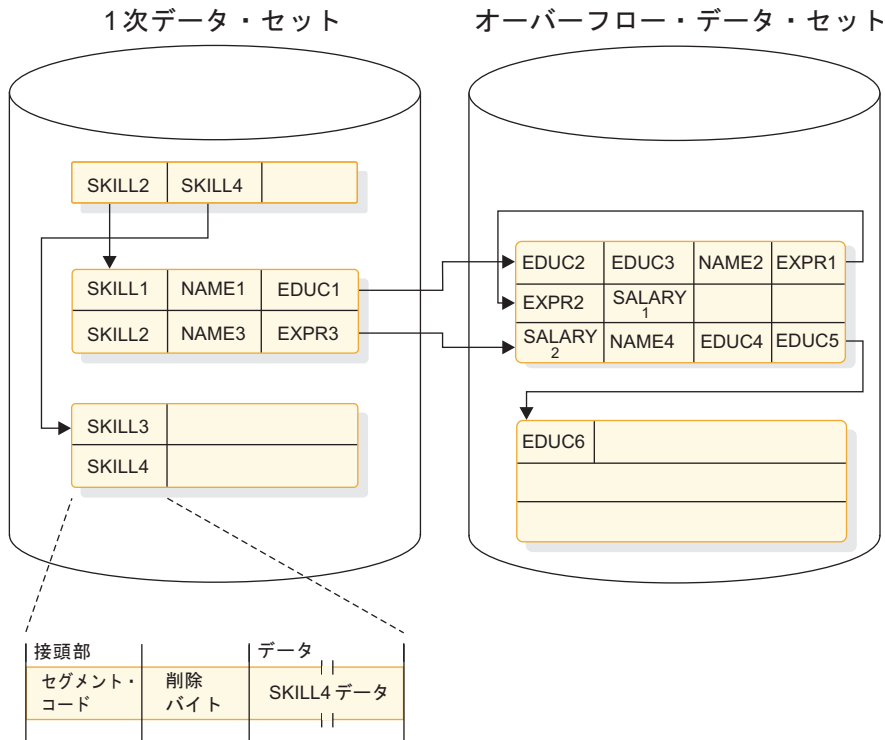 1次データ・セット
オーバーフロー・データ・セット
SKILL2 SKILL4
SKILL1 NAME1 EDUC1
SKILL2 NAME3 EXPR3
SKILL3
SKILL4
EDUC2 EDUC3 NAME2 EXPR1
EXPR2 SALARY
1
SALARY
2
NAME4 EDUC4 EDUC5
EDUC6
接頭部 データ
セグメント・
コード
削除
バイト
SKILL4 データ